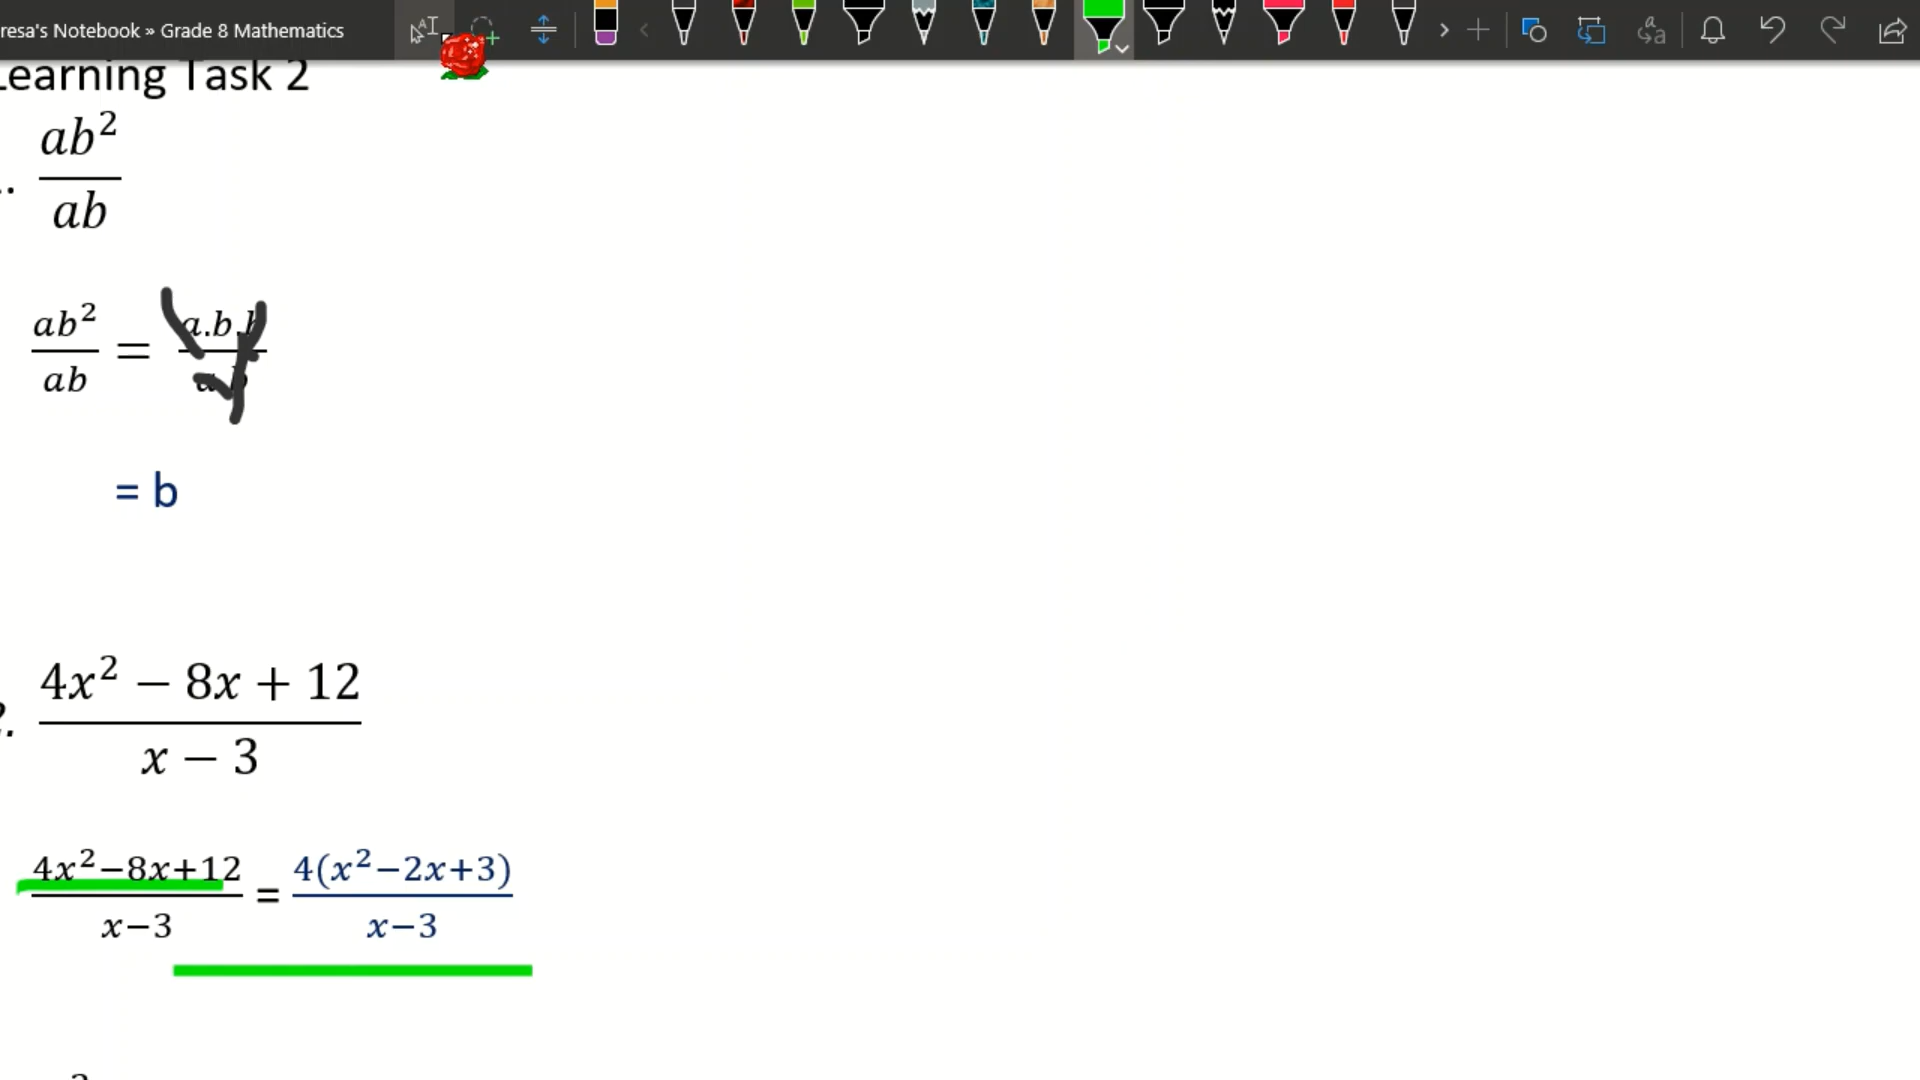 resa's Notebook » Grade 8 Mathematics
Learning Task 2
ab²
ab
ab²/ab = a.b.b/a.b
= b
2. 4x² − 8x + 12
x − 3
4x²−8x+12/x−3 = 4(x²−2x+3)/x−3